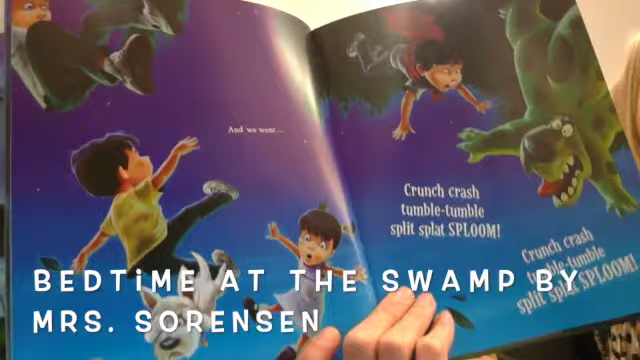 And we went...
Crunch crash
tumble-tumble
split splat SPLOOM!
Crunch crash
tumble-tumble
split splat SPLOOM!
BEDTIME AT THE SWAMP BY
MRS. SORENSEN